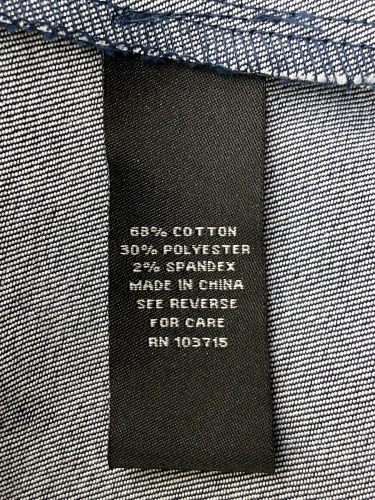 68% COTTON
30% POLYESTER
2% SPANDEX
MADE IN CHINA
SEE REVERSE
FOR CARE
RN 103715